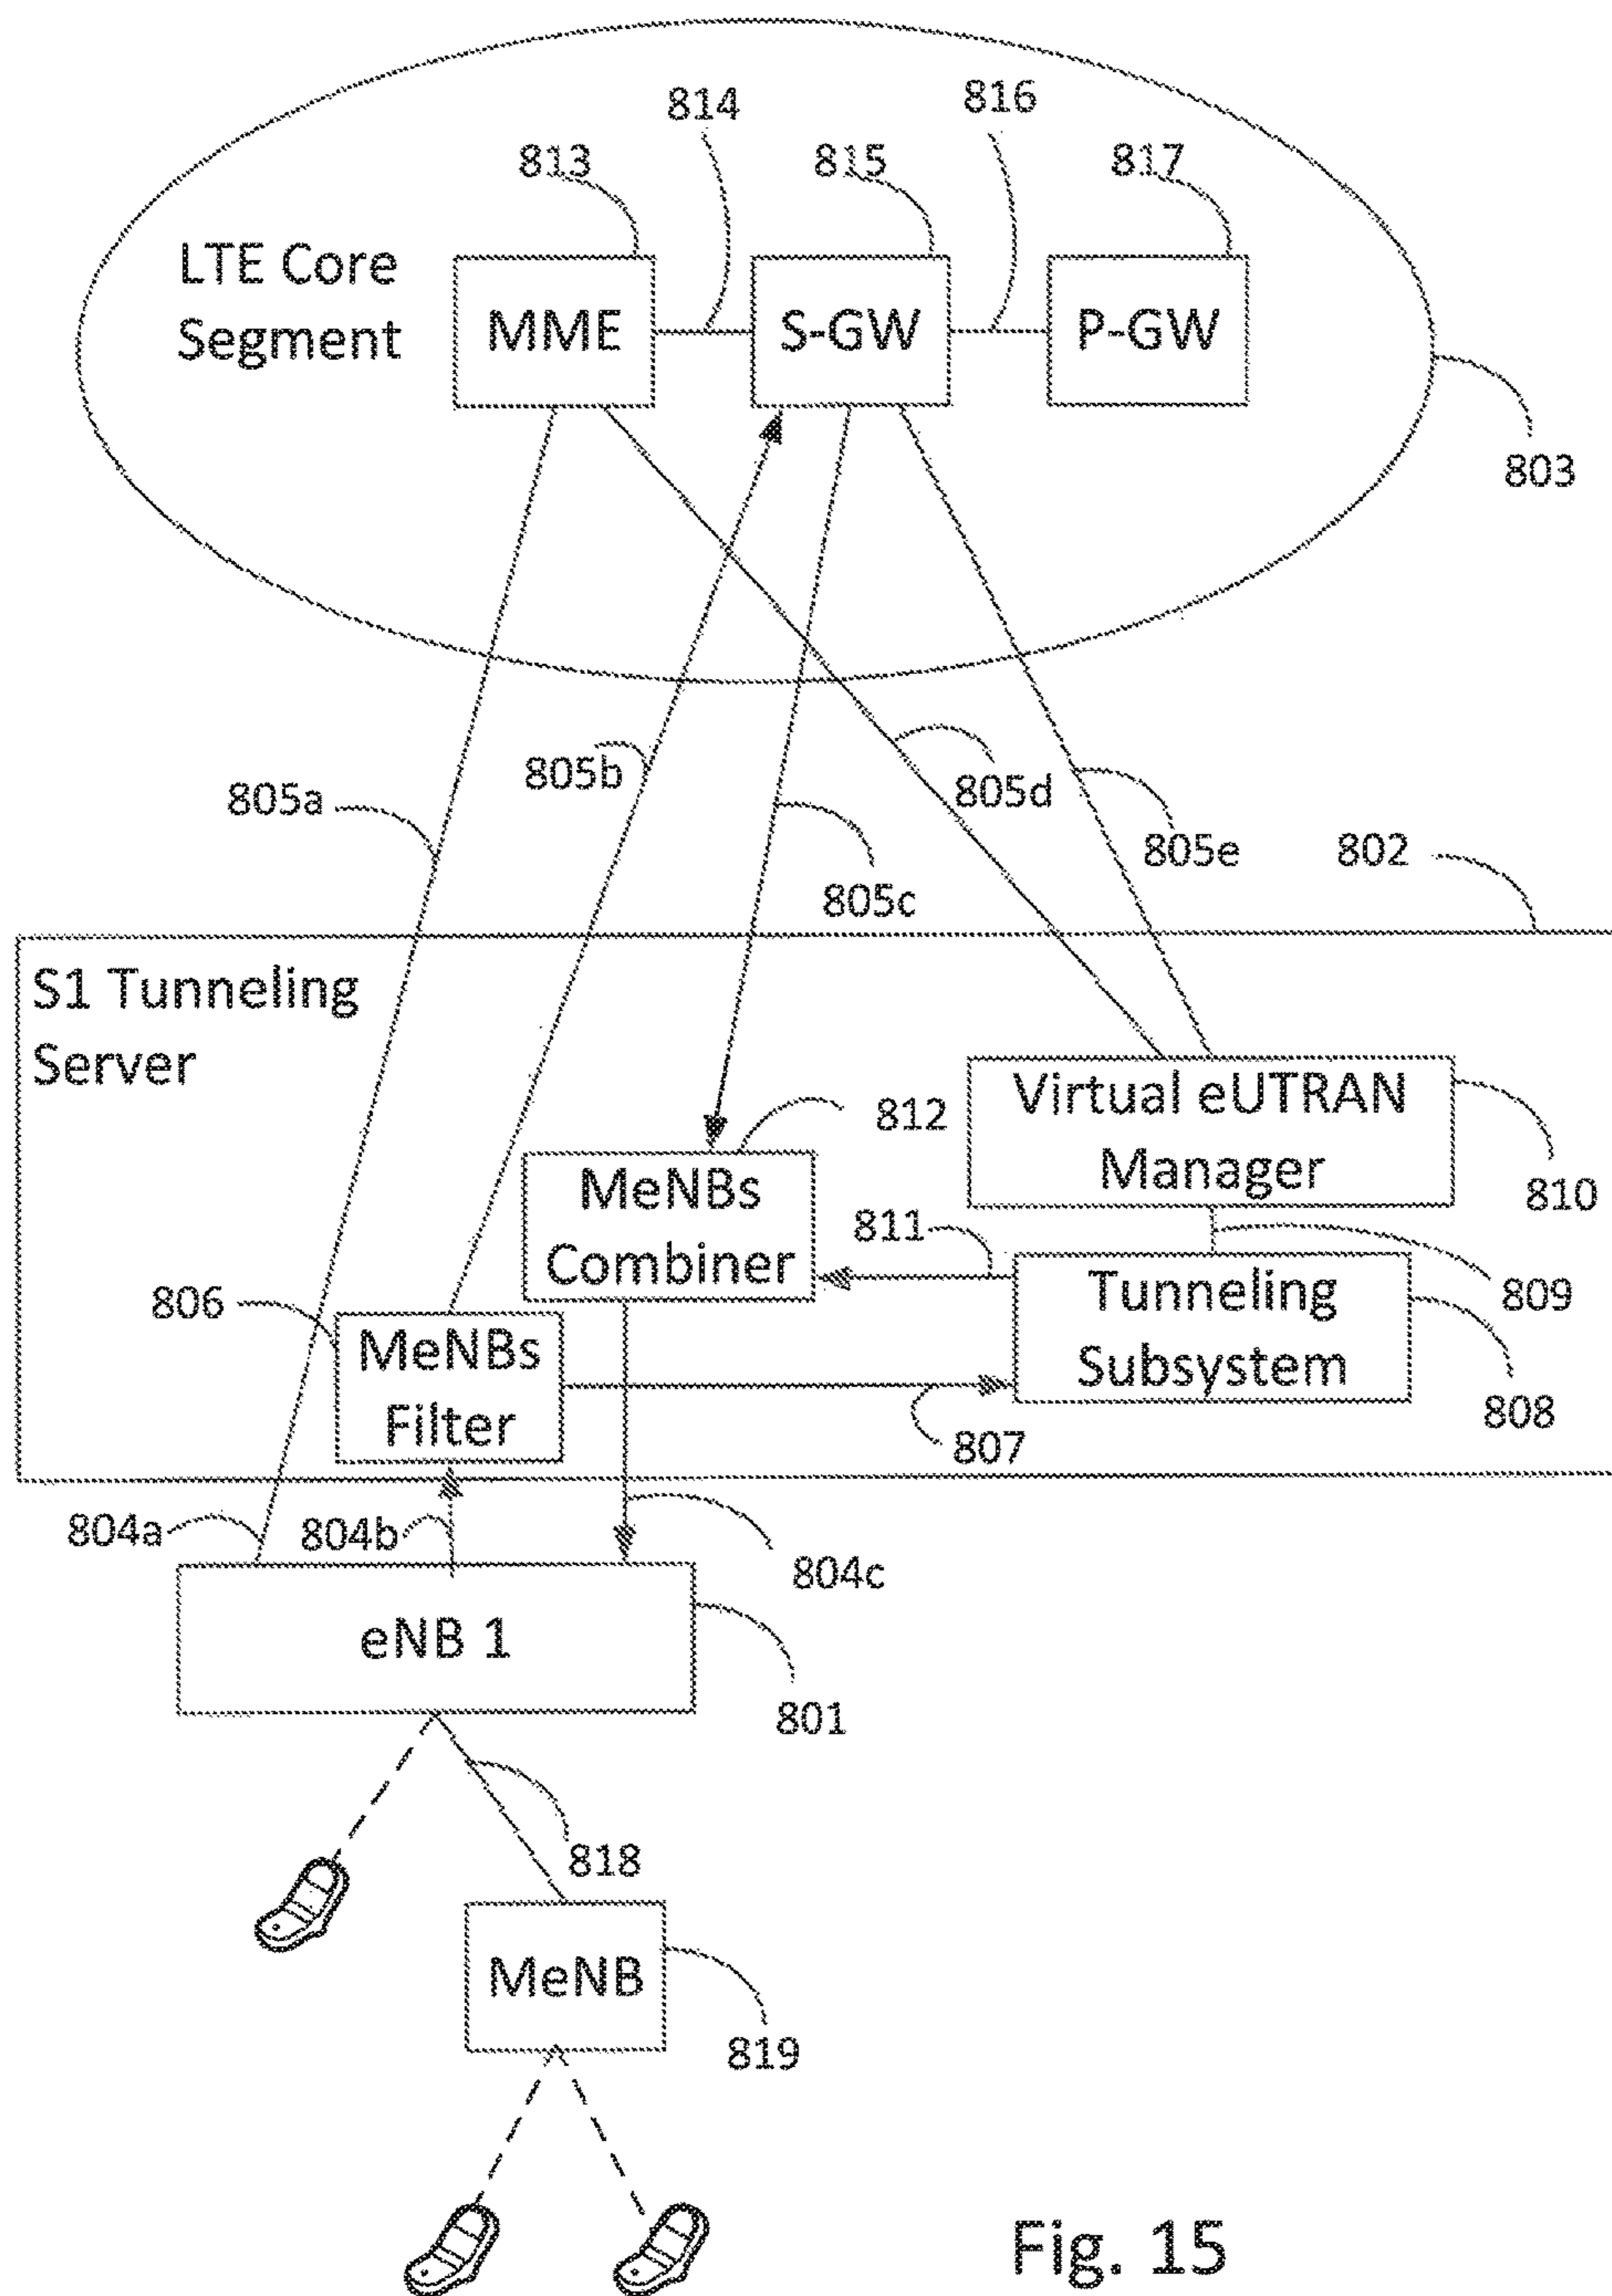 814
816
813
815
817
LTE Core
Segment
MME
S-GW
P-GW
803
805b
805d
805a
805e
802
805c
S1 Tunneling
Server
812
Virtual eUTRAN
Manager
810
MeNBs
Combiner
811
806
Tunneling
Subsystem
809
MeNBs
Filter
807
808
804a
804b
804c
eNB 1
801
818
MeNB
819
Fig. 15